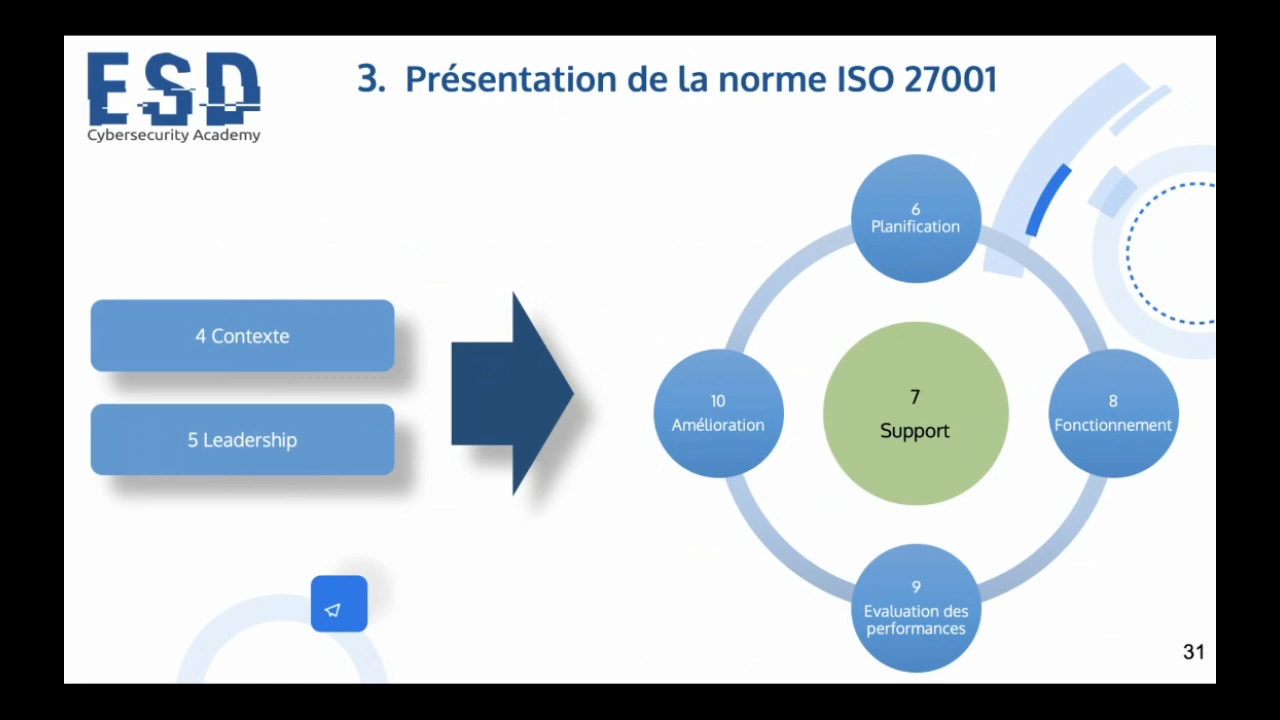 ESD
Cybersecurity Academy
3. Présentation de la norme ISO 27001
4 Contexte
5 Leadership
6
Planification
10
Amélioration
7
Support
8
Fonctionnement
9
Evaluation des
performances
31